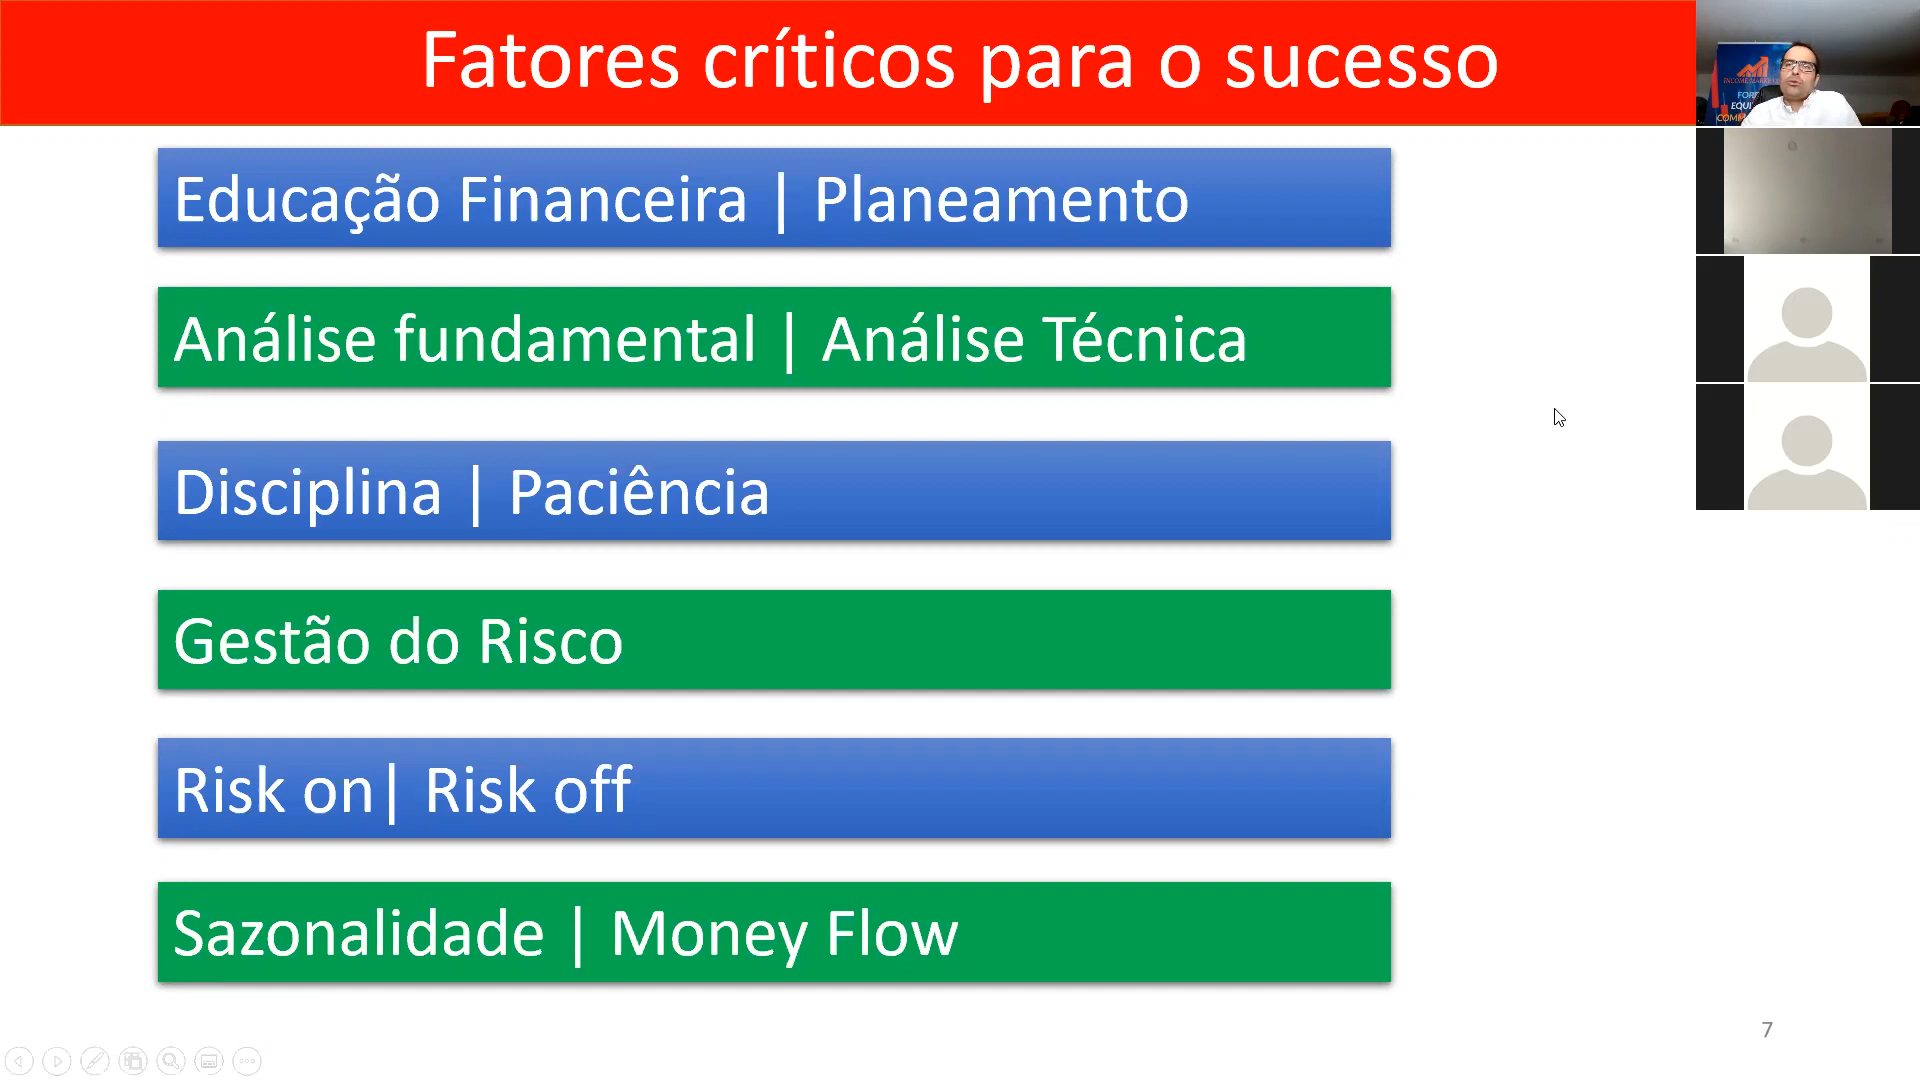 Fatores críticos para o sucesso
Educação Financeira | Planeamento
Análise fundamental | Análise Técnica
Disciplina | Paciência
Gestão do Risco
Risk on| Risk off
Sazonalidade | Money Flow
7